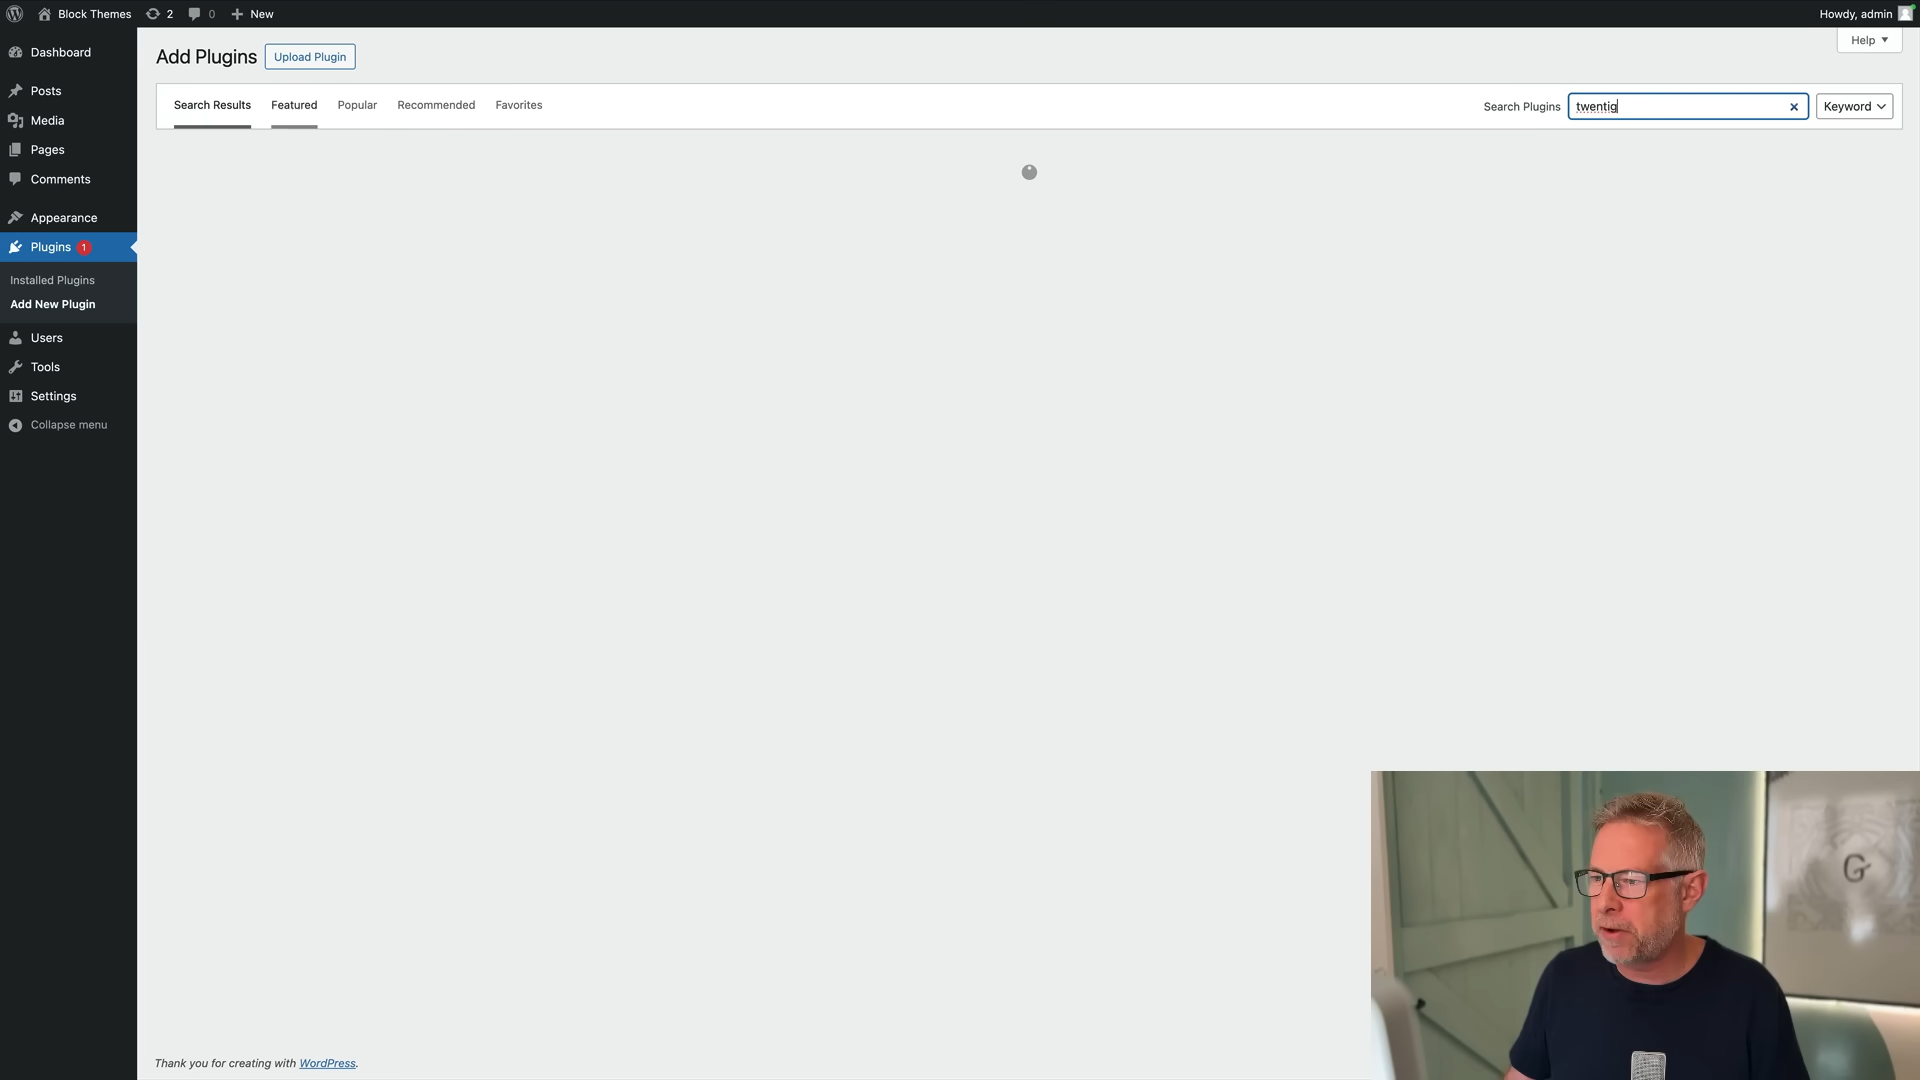 Block Themes 2 0 New Howdy, admin
Help
Dashboard
Posts
Media
Pages
Comments
Appearance
Plugins 1
Installed Plugins
Add New Plugin
Users
Tools
Settings
Collapse menu
Add Plugins Upload Plugin
Search Results Featured Popular Recommended Favorites Search Plugins twentig Keyword
Thank you for creating with WordPress.
G